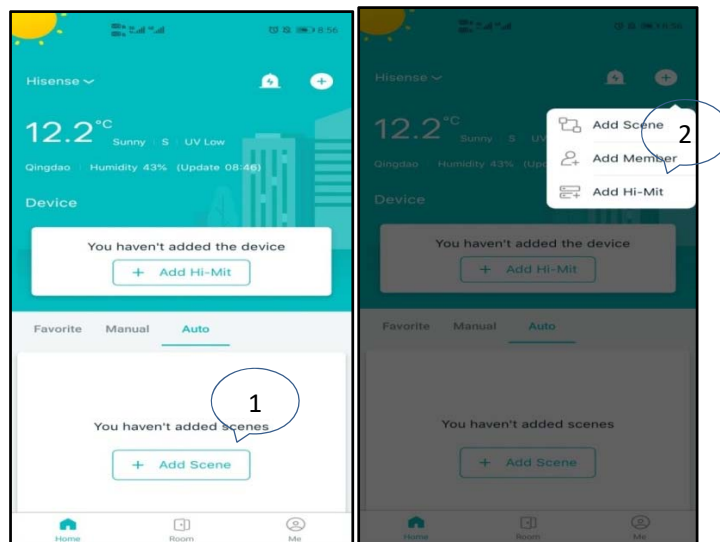 8:56
Hisense
12.2°C Sunny S UV Low
Qingdao Humidity 43% (Update 08:46)
Device
You haven't added the device
+ Add Hi-Mit
Favorite Manual Auto
1
You haven't added scenes
+ Add Scene
Home Room Me
8:56
Hisense
Add Scene
2
12.2°C Sunny S UV
Add Member
Qingdao Humidity 43%
Add Hi-Mit
Device
You haven't added the device
+ Add Hi-Mit
Favorite Manual Auto
You haven't added scenes
+ Add Scene
Home Room Me